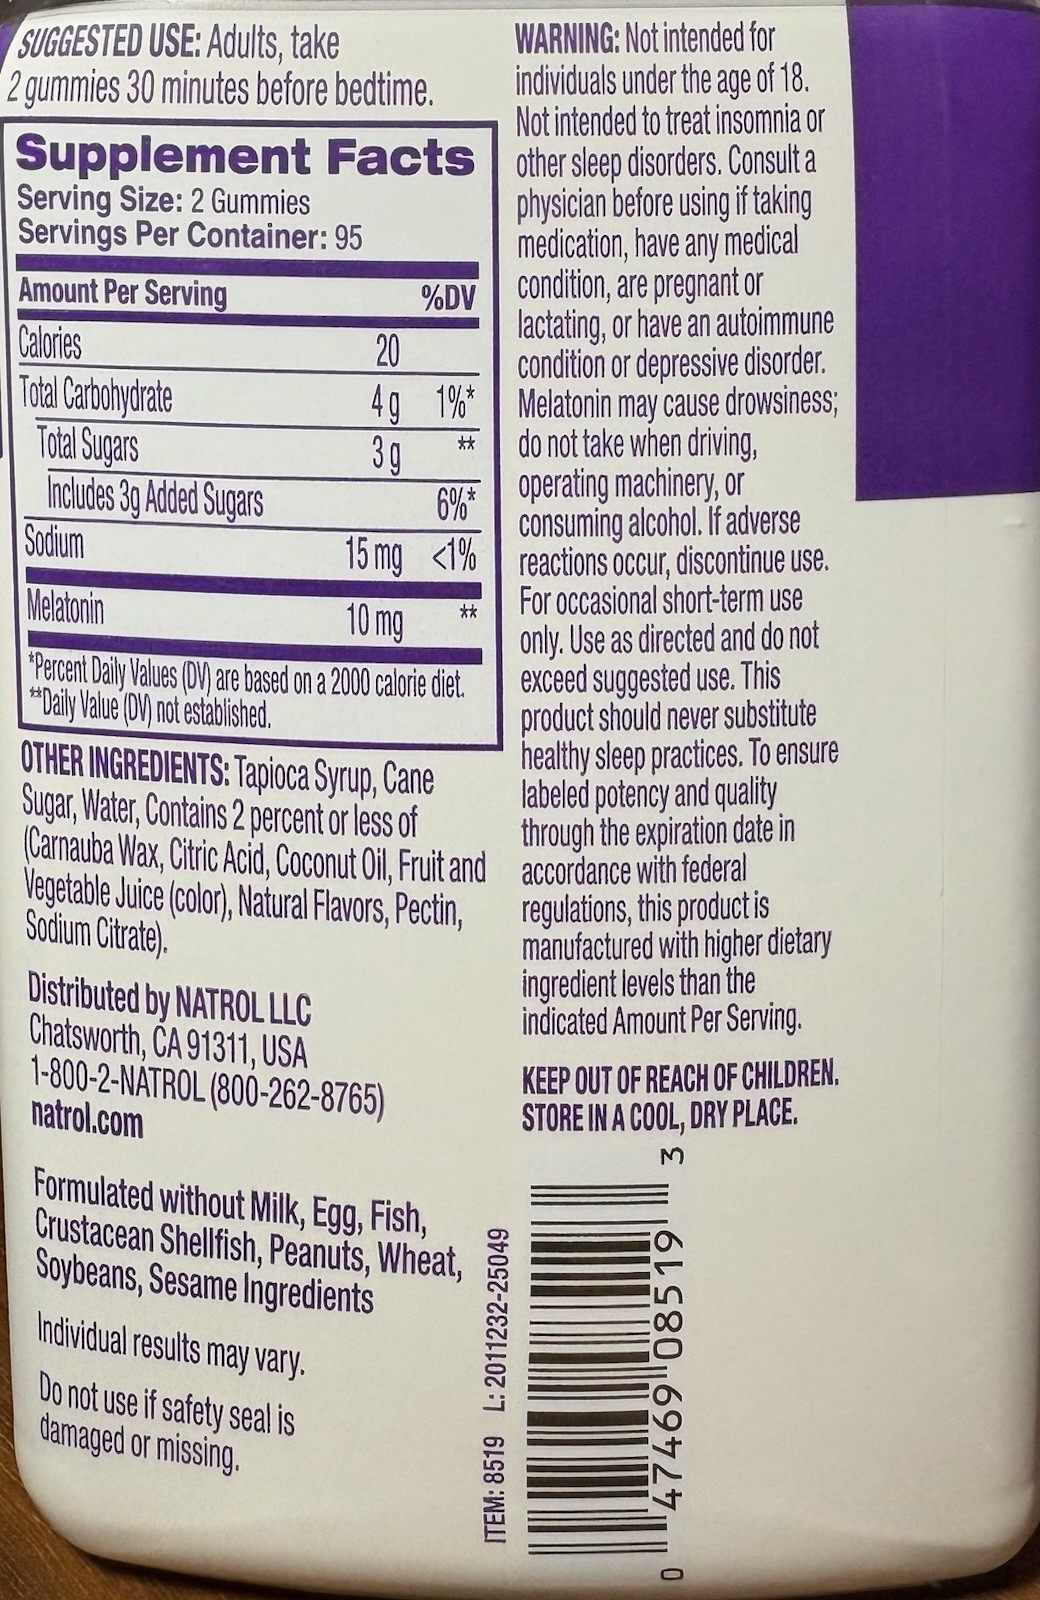 SUGGESTED USE: Adults, take
2 gummies 30 minutes before bedtime.
Supplement Facts
Serving Size: 2 Gummies
Servings Per Container: 95
Amount Per Serving %DV
Calories 20
Total Carbohydrate 4 g 1%*
Total Sugars 3 g **
Includes 3g Added Sugars 6%*
Sodium 15 mg <1%
Melatonin 10 mg **
*Percent Daily Values (DV) are based on a 2000 calorie diet.
**Daily Value (DV) not established.
OTHER INGREDIENTS: Tapioca Syrup, Cane
Sugar, Water, Contains 2 percent or less of
(Carnauba Wax, Citric Acid, Coconut Oil, Fruit and
Vegetable Juice (color), Natural Flavors, Pectin,
Sodium Citrate).
Distributed by NATROL LLC
Chatsworth, CA 91311, USA
1-800-2-NATROL (800-262-8765)
natrol.com
Formulated without Milk, Egg, Fish,
Crustacean Shellfish, Peanuts, Wheat,
Soybeans, Sesame Ingredients
Individual results may vary.
Do not use if safety seal is
damaged or missing.
WARNING: Not intended for
individuals under the age of 18.
Not intended to treat insomnia or
other sleep disorders. Consult a
physician before using if taking
medication, have any medical
condition, are pregnant or
lactating, or have an autoimmune
condition or depressive disorder.
Melatonin may cause drowsiness;
do not take when driving,
operating machinery, or
consuming alcohol. If adverse
reactions occur, discontinue use.
For occasional short-term use
only. Use as directed and do not
exceed suggested use. This
product should never substitute
healthy sleep practices. To ensure
labeled potency and quality
through the expiration date in
accordance with federal
regulations, this product is
manufactured with higher dietary
ingredient levels than the
indicated Amount Per Serving.
KEEP OUT OF REACH OF CHILDREN.
STORE IN A COOL, DRY PLACE.
ITEM: 8519 L: 2011232-25049
0 47469 08519 3